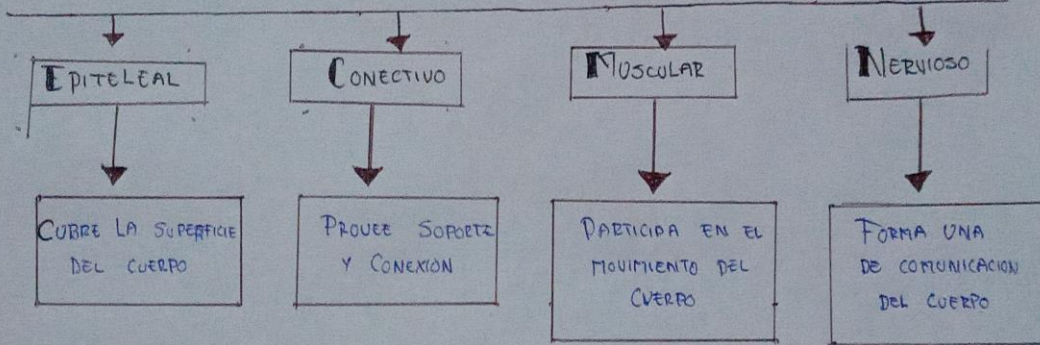 EPITELEAL
CONECTIVO
MUSCULAR
NERVIOSO
CUBRE LA SUPERFICIE
DEL CUERPO
PROVEE SOPORTE
Y CONEXION
PARTICIPA EN EL
MOVIMIENTO DEL
CUERPO
FORMA UNA
DE COMUNICACION
DEL CUERPO